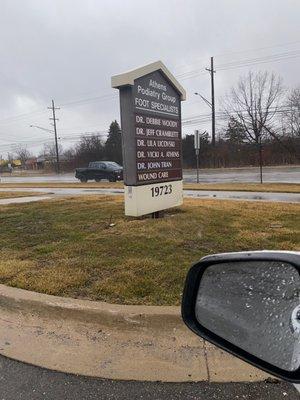 Athens
Podiatry Group
FOOT SPECIALISTS
DR. DEBBIE WOODY
DR. JEFF CRAMBLETT
DR. LILA LICOVSKI
DR. VICKI A. ATHENS
DR. JOHN TRAN
WOUND CARE
19723